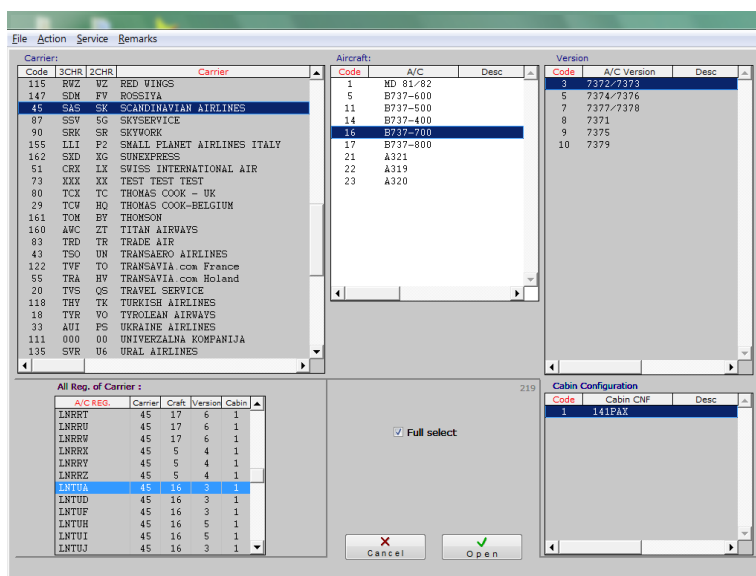 File Action Service Remarks
Carrier:
Code 3CHR 2CHR Carrier
115 RWZ WZ RED WINGS
147 SDM FV ROSSIYA
45 SAS SK SCANDINAVIAN AIRLINES
87 SSV 5G SKYSERVICE
90 SRK SR SKYWORK
155 LLI P2 SMALL PLANET AIRLINES ITALY
162 SXD XG SUNEXPRESS
51 CRX LX SWISS INTERNATIONAL AIR
73 XXX XX TEST TEST TEST
80 TCX TC THOMAS COOK - UK
29 TCW HQ THOMAS COOK-BELGIUM
161 TOM BY THOMSON
160 AWC ZT TITAN AIRWAYS
83 TRD TR TRADE AIR
43 TSO UN TRANSAERO AIRLINES
122 TVF TO TRANSAVIA.com France
55 TRA HV TRANSAVIA.com Holand
20 TVS QS TRAVEL SERVICE
118 THY TK TURKISH AIRLINES
18 TYR VO TYROLEAN AIRWAYS
33 AUI PS UKRAINE AIRLINES
111 000 00 UNIVERZALNA KOMPANIJA
135 SVR U6 URAL AIRLINES
Aircraft:
Code A/C Desc
1 MD 81/82
5 B737-600
11 B737-500
14 B737-400
16 B737-700
17 B737-800
21 A321
22 A319
23 A320
Version
Code A/C Version Desc
3 7372/7373
5 7374/7376
7 7377/7378
8 7371
9 7375
10 7379
All Reg. of Carrier :
A/C REG. Carrier Craft Version Cabin
LNRRT 45 17 6 1
LNRRU 45 17 6 1
LNRRW 45 17 6 1
LNRRX 45 5 4 1
LNRRY 45 5 4 1
LNRRZ 45 5 4 1
LNTUA 45 16 3 1
LNTUD 45 16 3 1
LNTUF 45 16 3 1
LNTUH 45 16 5 1
LNTUI 45 16 5 1
LNTUJ 45 16 3 1
219
Full select
Cancel
Open
Cabin Configuration
Code Cabin CNF Desc
1 141PAX